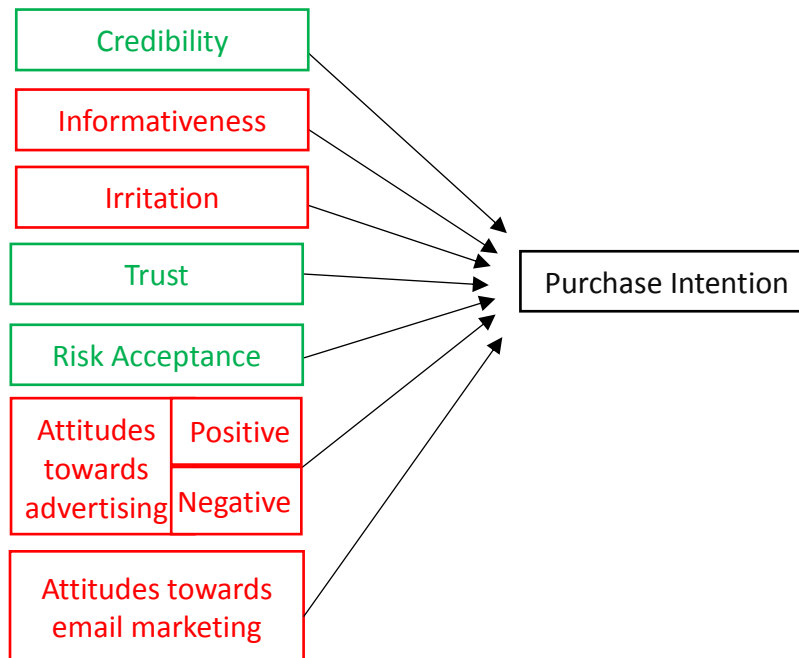 Credibility
Informativeness
Irritation
Trust
Purchase Intention
Risk Acceptance
Attitudes
towards
advertising
Positive
Negative
Attitudes towards
email marketing